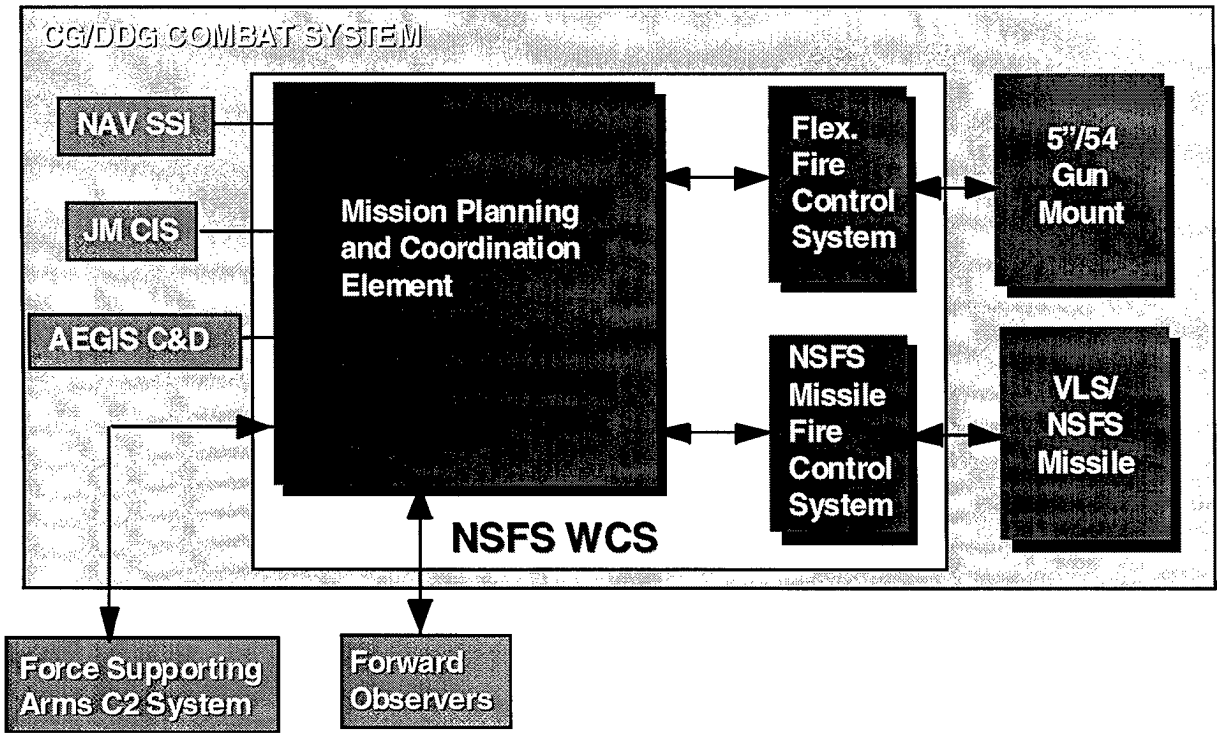 CG/DDG COMBAT SYSTEM
NAV SSI
JM CIS
AEGIS C&D
Mission Planning
and Coordination
Element
Flex.
Fire
Control
System
5"/54
Gun
Mount
NSFS
Missile
Fire
Control
System
VLS/
NSFS
Missile
NSFS WCS
Force Supporting
Arms C2 System
Forward
Observers